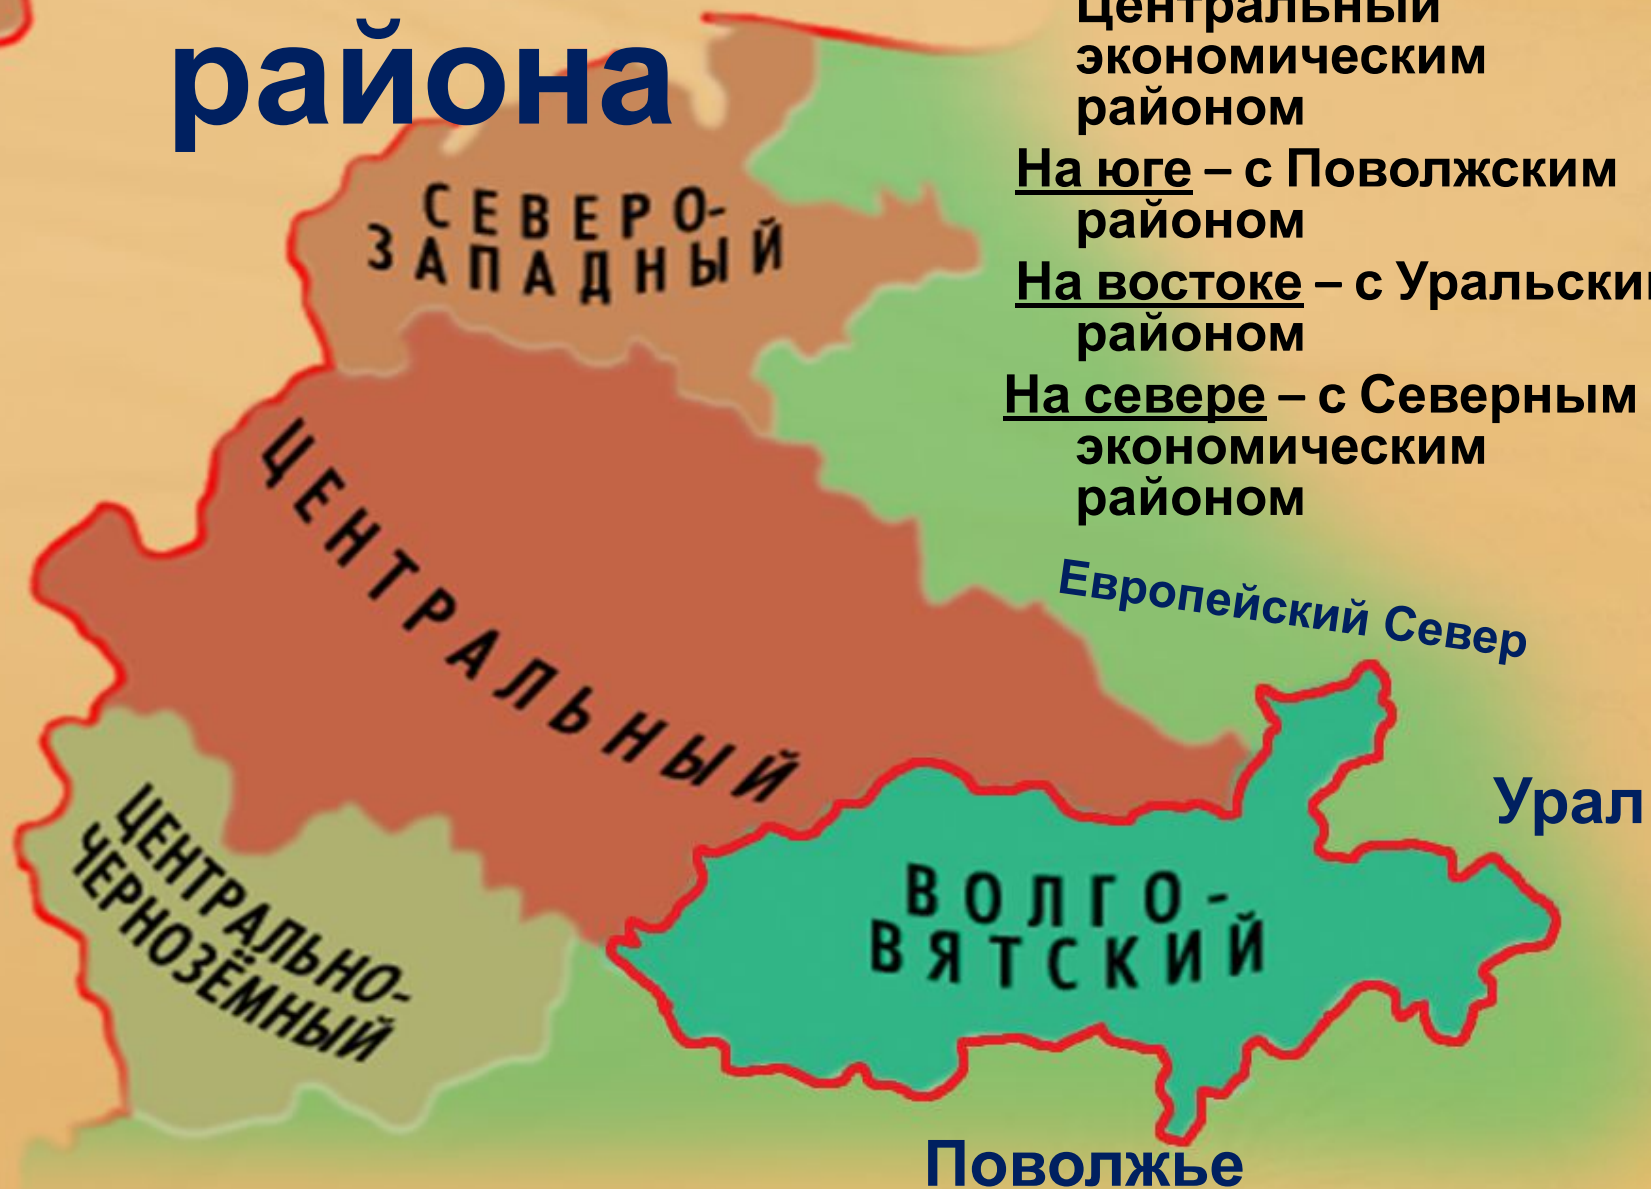 района
Центральный
экономическим
районом
На юге – с Поволжским
районом
На востоке – с
районом
На севере – с Северным
экономическим
районом
СЕВЕРО-
ЗАПАДНЫЙ
ЦЕНТРАЛЬНЫЙ
Европейский Север
Урал
ЦЕНТРАЛЬНО-
ЧЕРНОЗЁМНЫЙ
ВОЛГО-
ВЯТСКИЙ
Поволжье